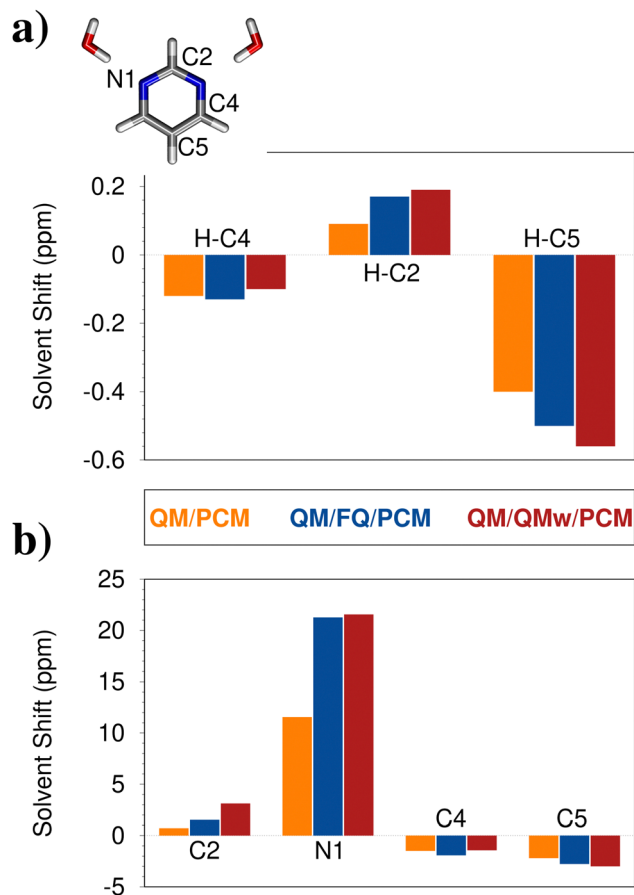 a)
C2
N1
C4
C5
Solvent Shift (ppm)
0.2
0
-0.2
-0.4
-0.6
H-C4
H-C2
H-C5
QM/PCM QM/FQ/PCM QM/QMw/PCM
b)
Solvent Shift (ppm)
25
20
15
10
5
0
-5
C2
N1
C4
C5